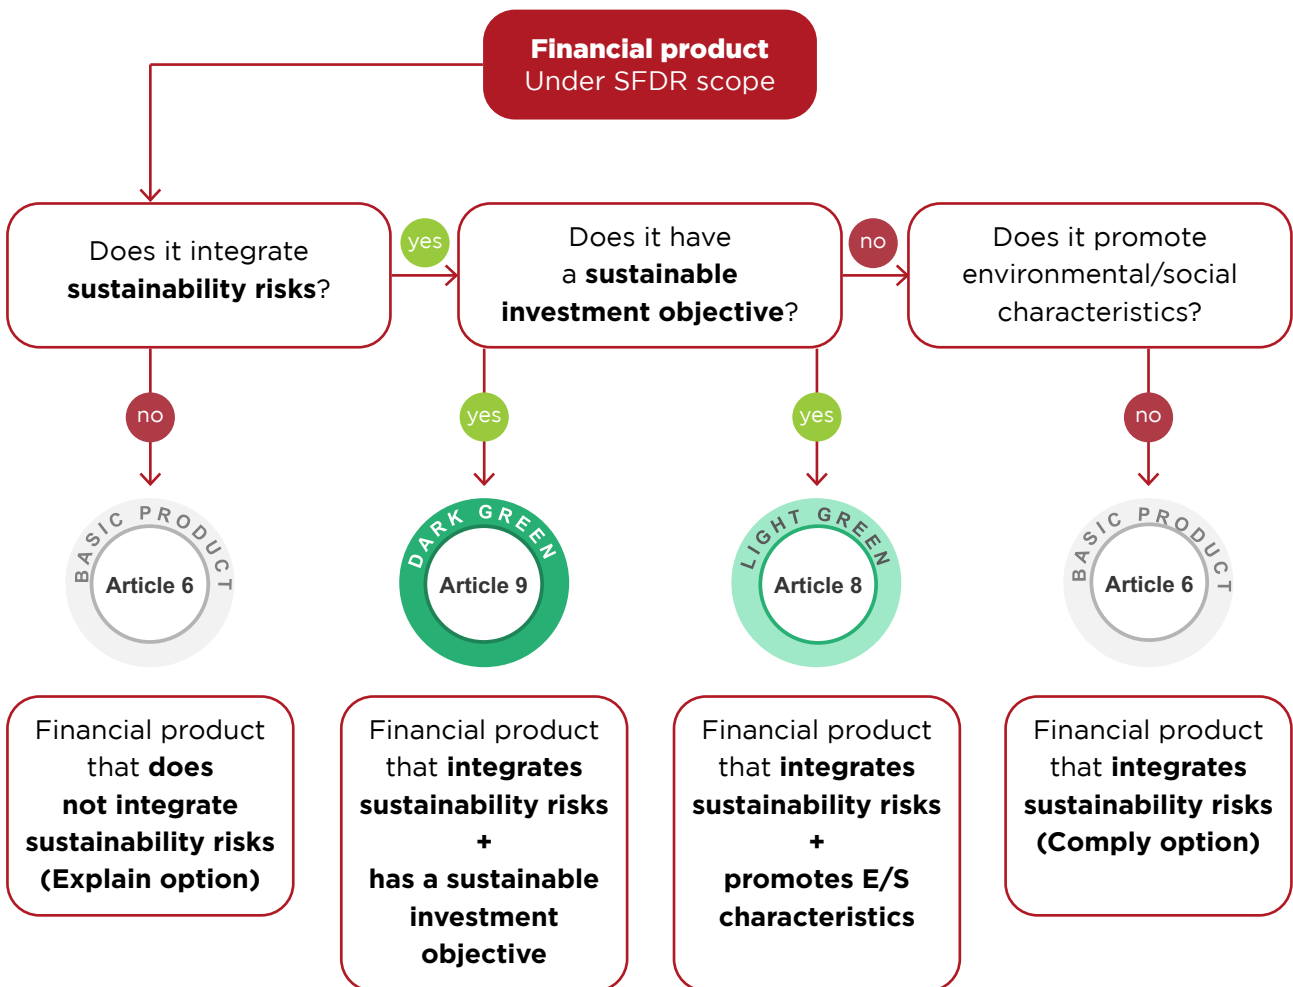 Financial product
Under SFDR scope
Does it integrate
sustainability risks?
yes
Does it have
a sustainable
investment objective?
no
Does it promote
environmental/social
characteristics?
no
yes
yes
no
BASIC PRODUCT
Article 6
DARK GREEN
Article 9
LIGHT GREEN
Article 8
BASIC PRODUCT
Article 6
Financial product
that does
not integrate
sustainability risks
(Explain option)
Financial product
that integrates
sustainability risks
+
has a sustainable
investment
objective
Financial product
that integrates
sustainability risks
+
promotes E/S
characteristics
Financial product
that integrates
sustainability risks
(Comply option)